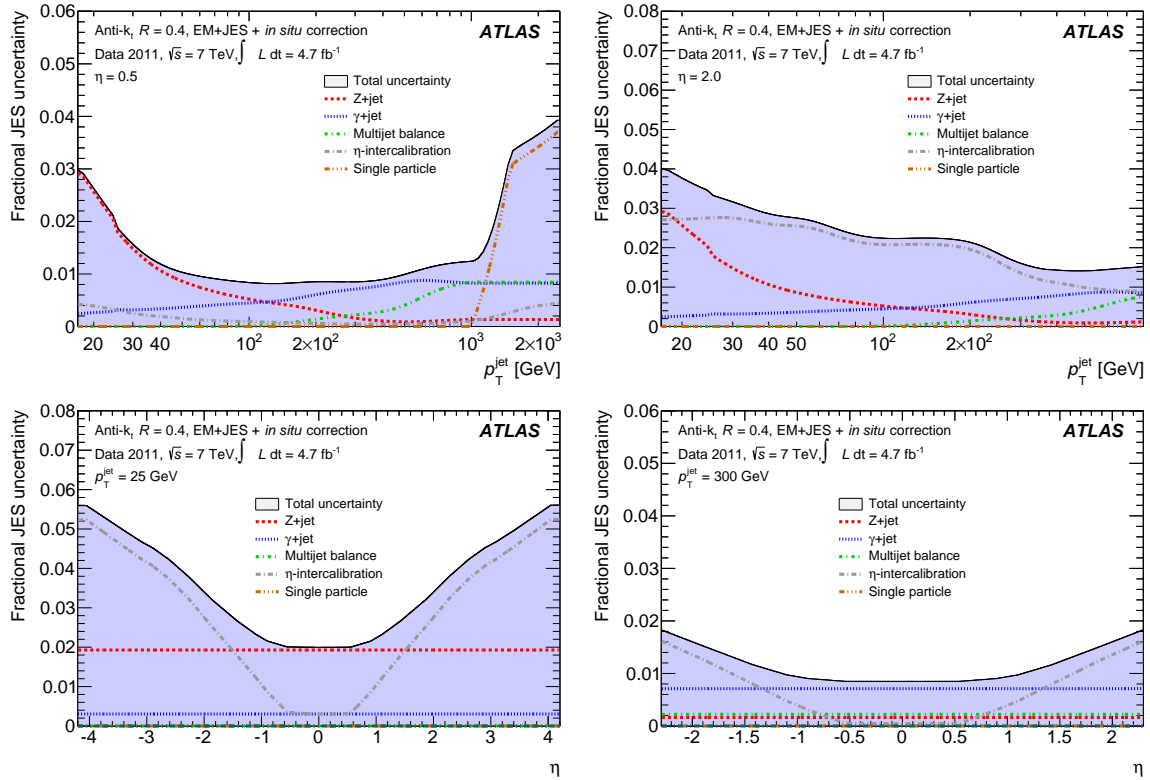 Anti-kt R = 0.4, EM+JES + in situ correction
ATLAS
Data 2011, √s = 7 TeV, ∫ L dt = 4.7 fb-1
η = 0.5
Total uncertainty
Z+jet
γ+jet
Multijet balance
η-intercalibration
Single particle
Fractional JES uncertainty
0.06
0.05
0.04
0.03
0.02
0.01
0
20 30 40 10² 2×10² 10³ 2×10³
pT^jet [GeV]
Anti-kt R = 0.4, EM+JES + in situ correction
ATLAS
Data 2011, √s = 7 TeV, ∫ L dt = 4.7 fb-1
η = 2.0
Total uncertainty
Z+jet
γ+jet
Multijet balance
η-intercalibration
Single particle
Fractional JES uncertainty
0.08
0.07
0.06
0.05
0.04
0.03
0.02
0.01
0
20 30 40 50 10² 2×10²
pT^jet [GeV]
Anti-kt R = 0.4, EM+JES + in situ correction
ATLAS
Data 2011, √s = 7 TeV, ∫ L dt = 4.7 fb-1
pT^jet = 25 GeV
Total uncertainty
Z+jet
γ+jet
Multijet balance
η-intercalibration
Single particle
Fractional JES uncertainty
0.08
0.07
0.06
0.05
0.04
0.03
0.02
0.01
0
-4 -3 -2 -1 0 1 2 3 4
η
Anti-kt R = 0.4, EM+JES + in situ correction
ATLAS
Data 2011, √s = 7 TeV, ∫ L dt = 4.7 fb-1
pT^jet = 300 GeV
Total uncertainty
Z+jet
γ+jet
Multijet balance
η-intercalibration
Single particle
Fractional JES uncertainty
0.06
0.05
0.04
0.03
0.02
0.01
0
-2 -1.5 -1 -0.5 0 0.5 1 1.5 2
η